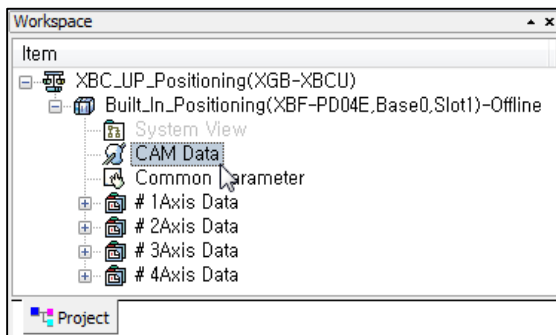 Workspace
Item
XBC_UP_Positioning(XGB-XBCU)
Built_In_Positioning(XBF-PD04E,Base0,Slot1)-Offline
System View
CAM Data
Common Parameter
# 1Axis Data
# 2Axis Data
# 3Axis Data
# 4Axis Data
Project